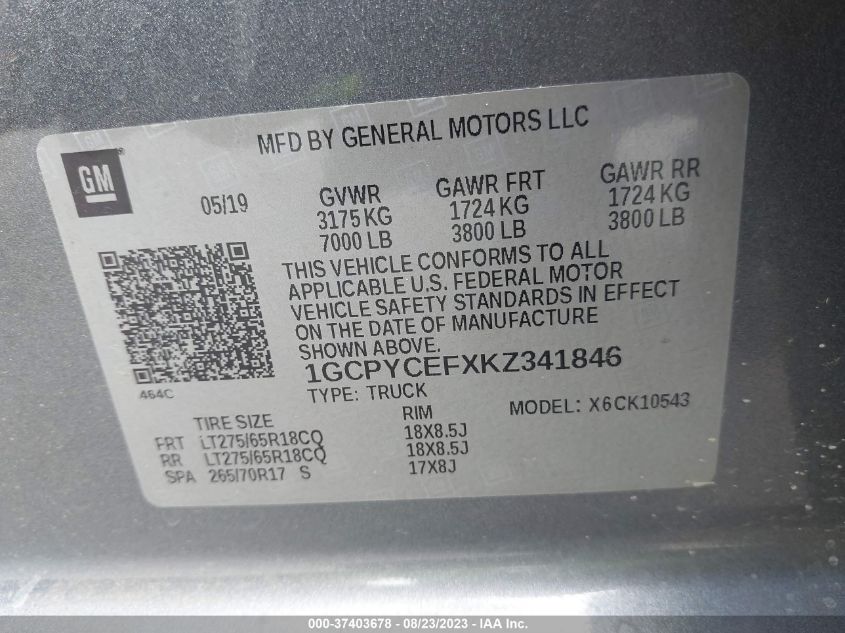 MFD BY GENERAL MOTORS LLC
GM
05/19
GVWR GAWR FRT GAWR RR
3175 KG 1724 KG 1724 KG
7000 LB 3800 LB 3800 LB
THIS VEHICLE CONFORMS TO ALL
APPLICABLE U.S. FEDERAL MOTOR
VEHICLE SAFETY STANDARDS IN EFFECT
ON THE DATE OF MANUFACTURE
SHOWN ABOVE.
1GCPYCEFXKZ341846
464C
TYPE: TRUCK
MODEL: X6CK10543
TIRE SIZE RIM
FRT LT275/65R18CQ 18X8.5J
RR LT275/65R18CQ 18X8.5J
SPA 265/70R17 S 17X8J
000-37403678 - 08/23/2023 - IAA Inc.